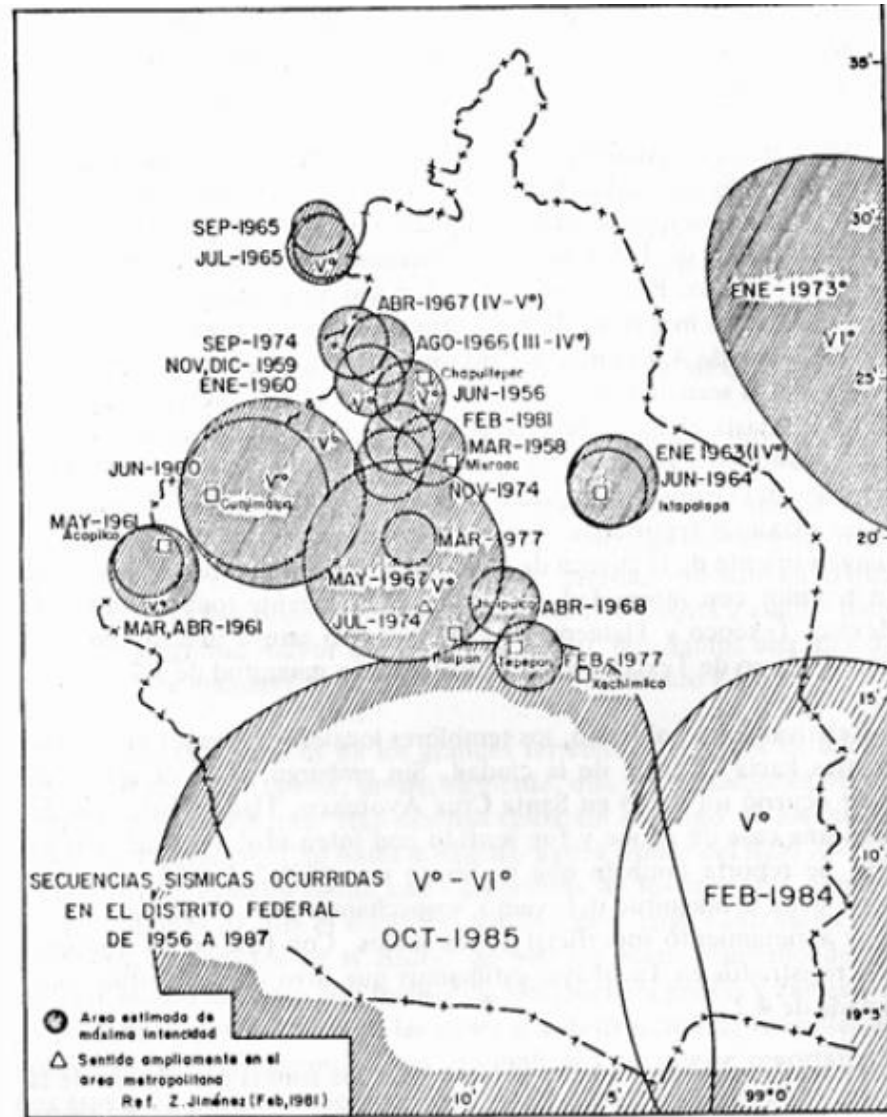 35'
SEP-1965
30'
JUL-1965
V°
ENE-1973°
ABR-1967 (IV-V°)
SEP-1974
AGO-1966 (III-IV°)
VI°
NOV, DIC-1959
Chapultepec
25'
ENE-1960
V°
V°
JUN-1956
FEB-1981
V°
MAR-1958
ENE 1963 (IV°)
JUN-1960
V°
Mixcoac
JUN-1964
Cuajimalpa
NOV-1974
Ixtapalapa
MAY-1961
Acopilco
MAR-1977
20'
MAY-1967
V°
V°
ABR-1968
MAR, ABR-1961
JUL-1974
Tlalpan
Tepepan
FEB-1977
Xochimilco
15'
SECUENCIAS SISMICAS OCURRIDAS
V°-VI°
V°
EN EL DISTRITO FEDERAL
FEB-1984
DE 1956 A 1987
OCT-1985
Area estimada de
máxima intencidad
19°5'
Sentido ampliamente en el
área metropolitana
Ref. Z. Jiménez (Feb, 1981)
10'
5'
99°0'